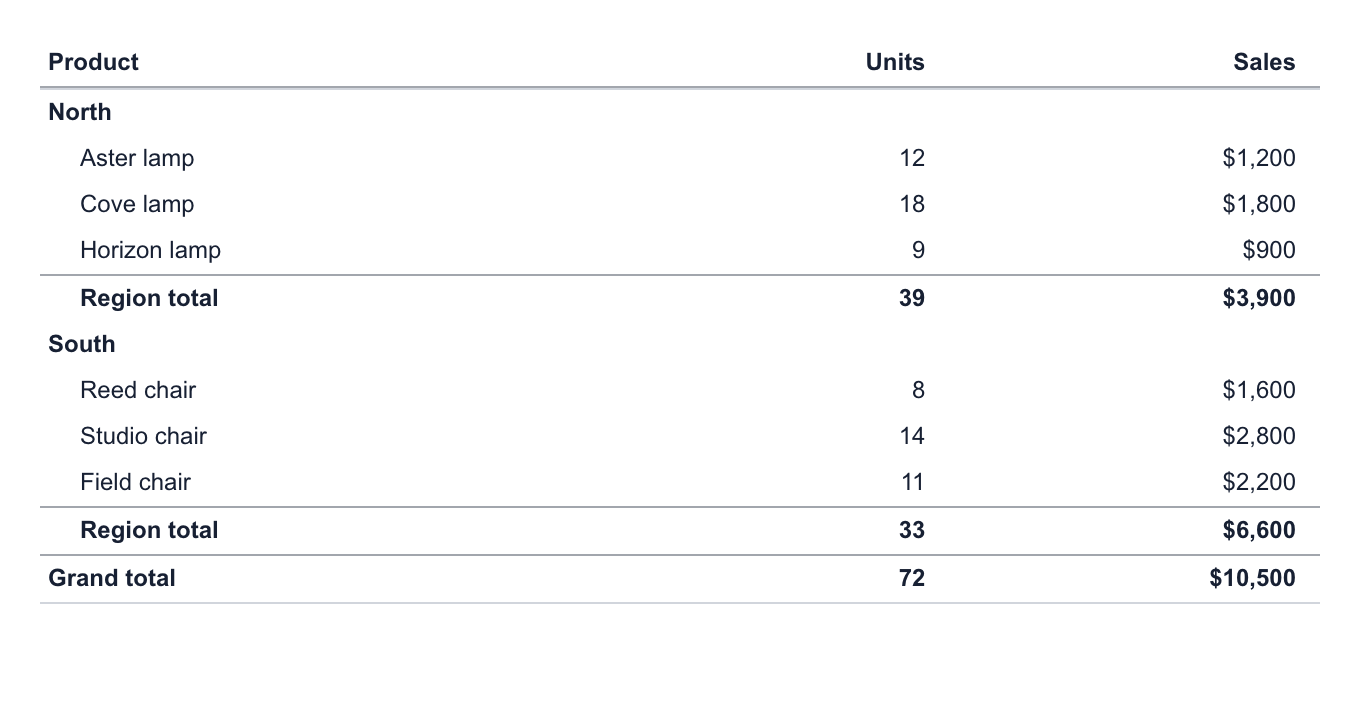 Product Units Sales
North
Aster lamp 12 $1,200
Cove lamp 18 $1,800
Horizon lamp 9 $900
Region total 39 $3,900
South
Reed chair 8 $1,600
Studio chair 14 $2,800
Field chair 11 $2,200
Region total 33 $6,600
Grand total 72 $10,500